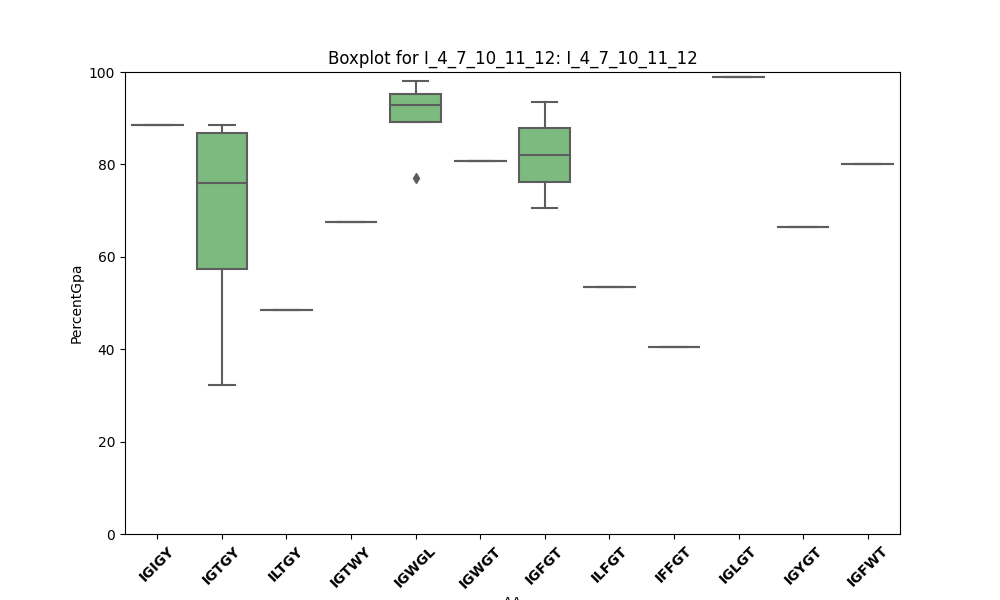 Boxplot for I_4_7_10_11_12: I_4_7_10_11_12
100
80
60
40
20
0
PercentGpa
IGIGY
IGTGY
ILTGY
IGTWY
IGWGL
IGWGT
IGFGT
ILFGT
IFFGT
IGLGT
IGYGT
IGFWT